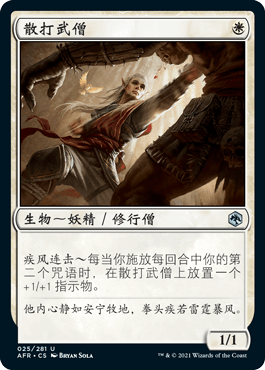 散打武僧
生物～妖精／修行僧
疾风连击～每当你施放每回合中你的第
二个咒语时，在散打武僧上放置一个
+1/+1 指示物。
他内心静如安宁牧地，拳头疾若雷霆暴风。
1/1
025/281 U
AFR • CS BRYAN SOLA
™ & © 2021 Wizards of the Coast